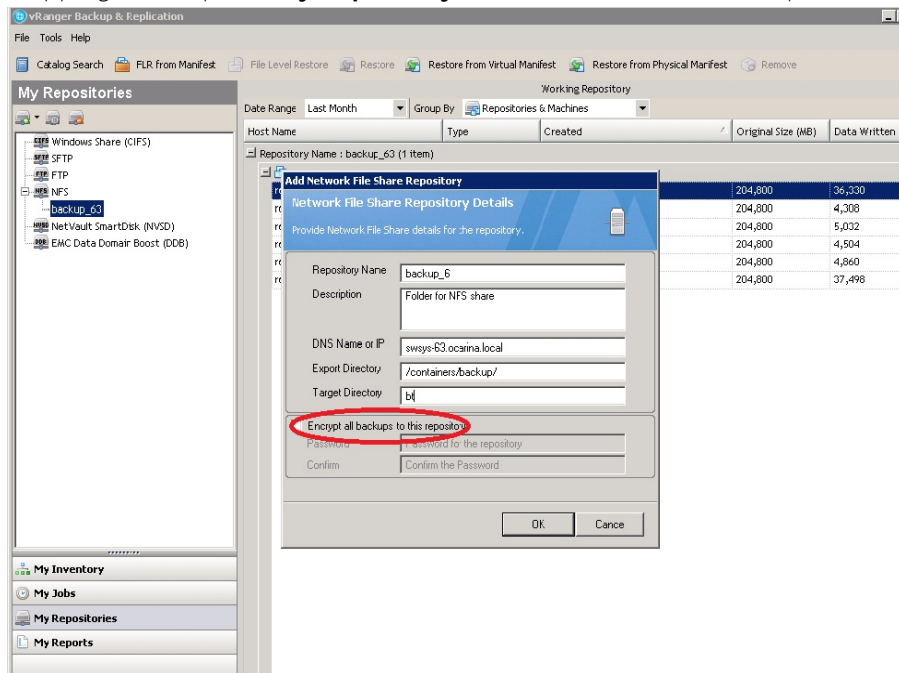 vRanger Backup & Replication
File Tools Help
Catalog Search FLR from Manifest File Level Restore Restore Restore from Virtual Manifest Restore from Physical Manifest Remove
My Repositories
Working Repository
Date Range Last Month Group By Repositories & Machines
Host Name Type Created Original Size (MB) Data Written
Windows Share (CIFS)
SFTP
FTP
NFS
backup_63
NetVault SmartDisk (NVSD)
EMC Data Domain Boost (DDB)
Repository Name : backup_63 (1 item)
204,800 36,330
204,800 4,308
204,800 5,032
204,800 4,504
204,800 4,860
204,800 37,498
Add Network File Share Repository
Network File Share Repository Details
Provide Network File Share details for the repository.
Repository Name backup_6
Description Folder for NFS share
DNS Name or IP swsys-63.ocarina.local
Export Directory /containers/backup/
Target Directory bt
Encrypt all backups to this repository
Password Password for the repository
Confirm Confirm the Password
OK Cance
My Inventory
My Jobs
My Repositories
My Reports